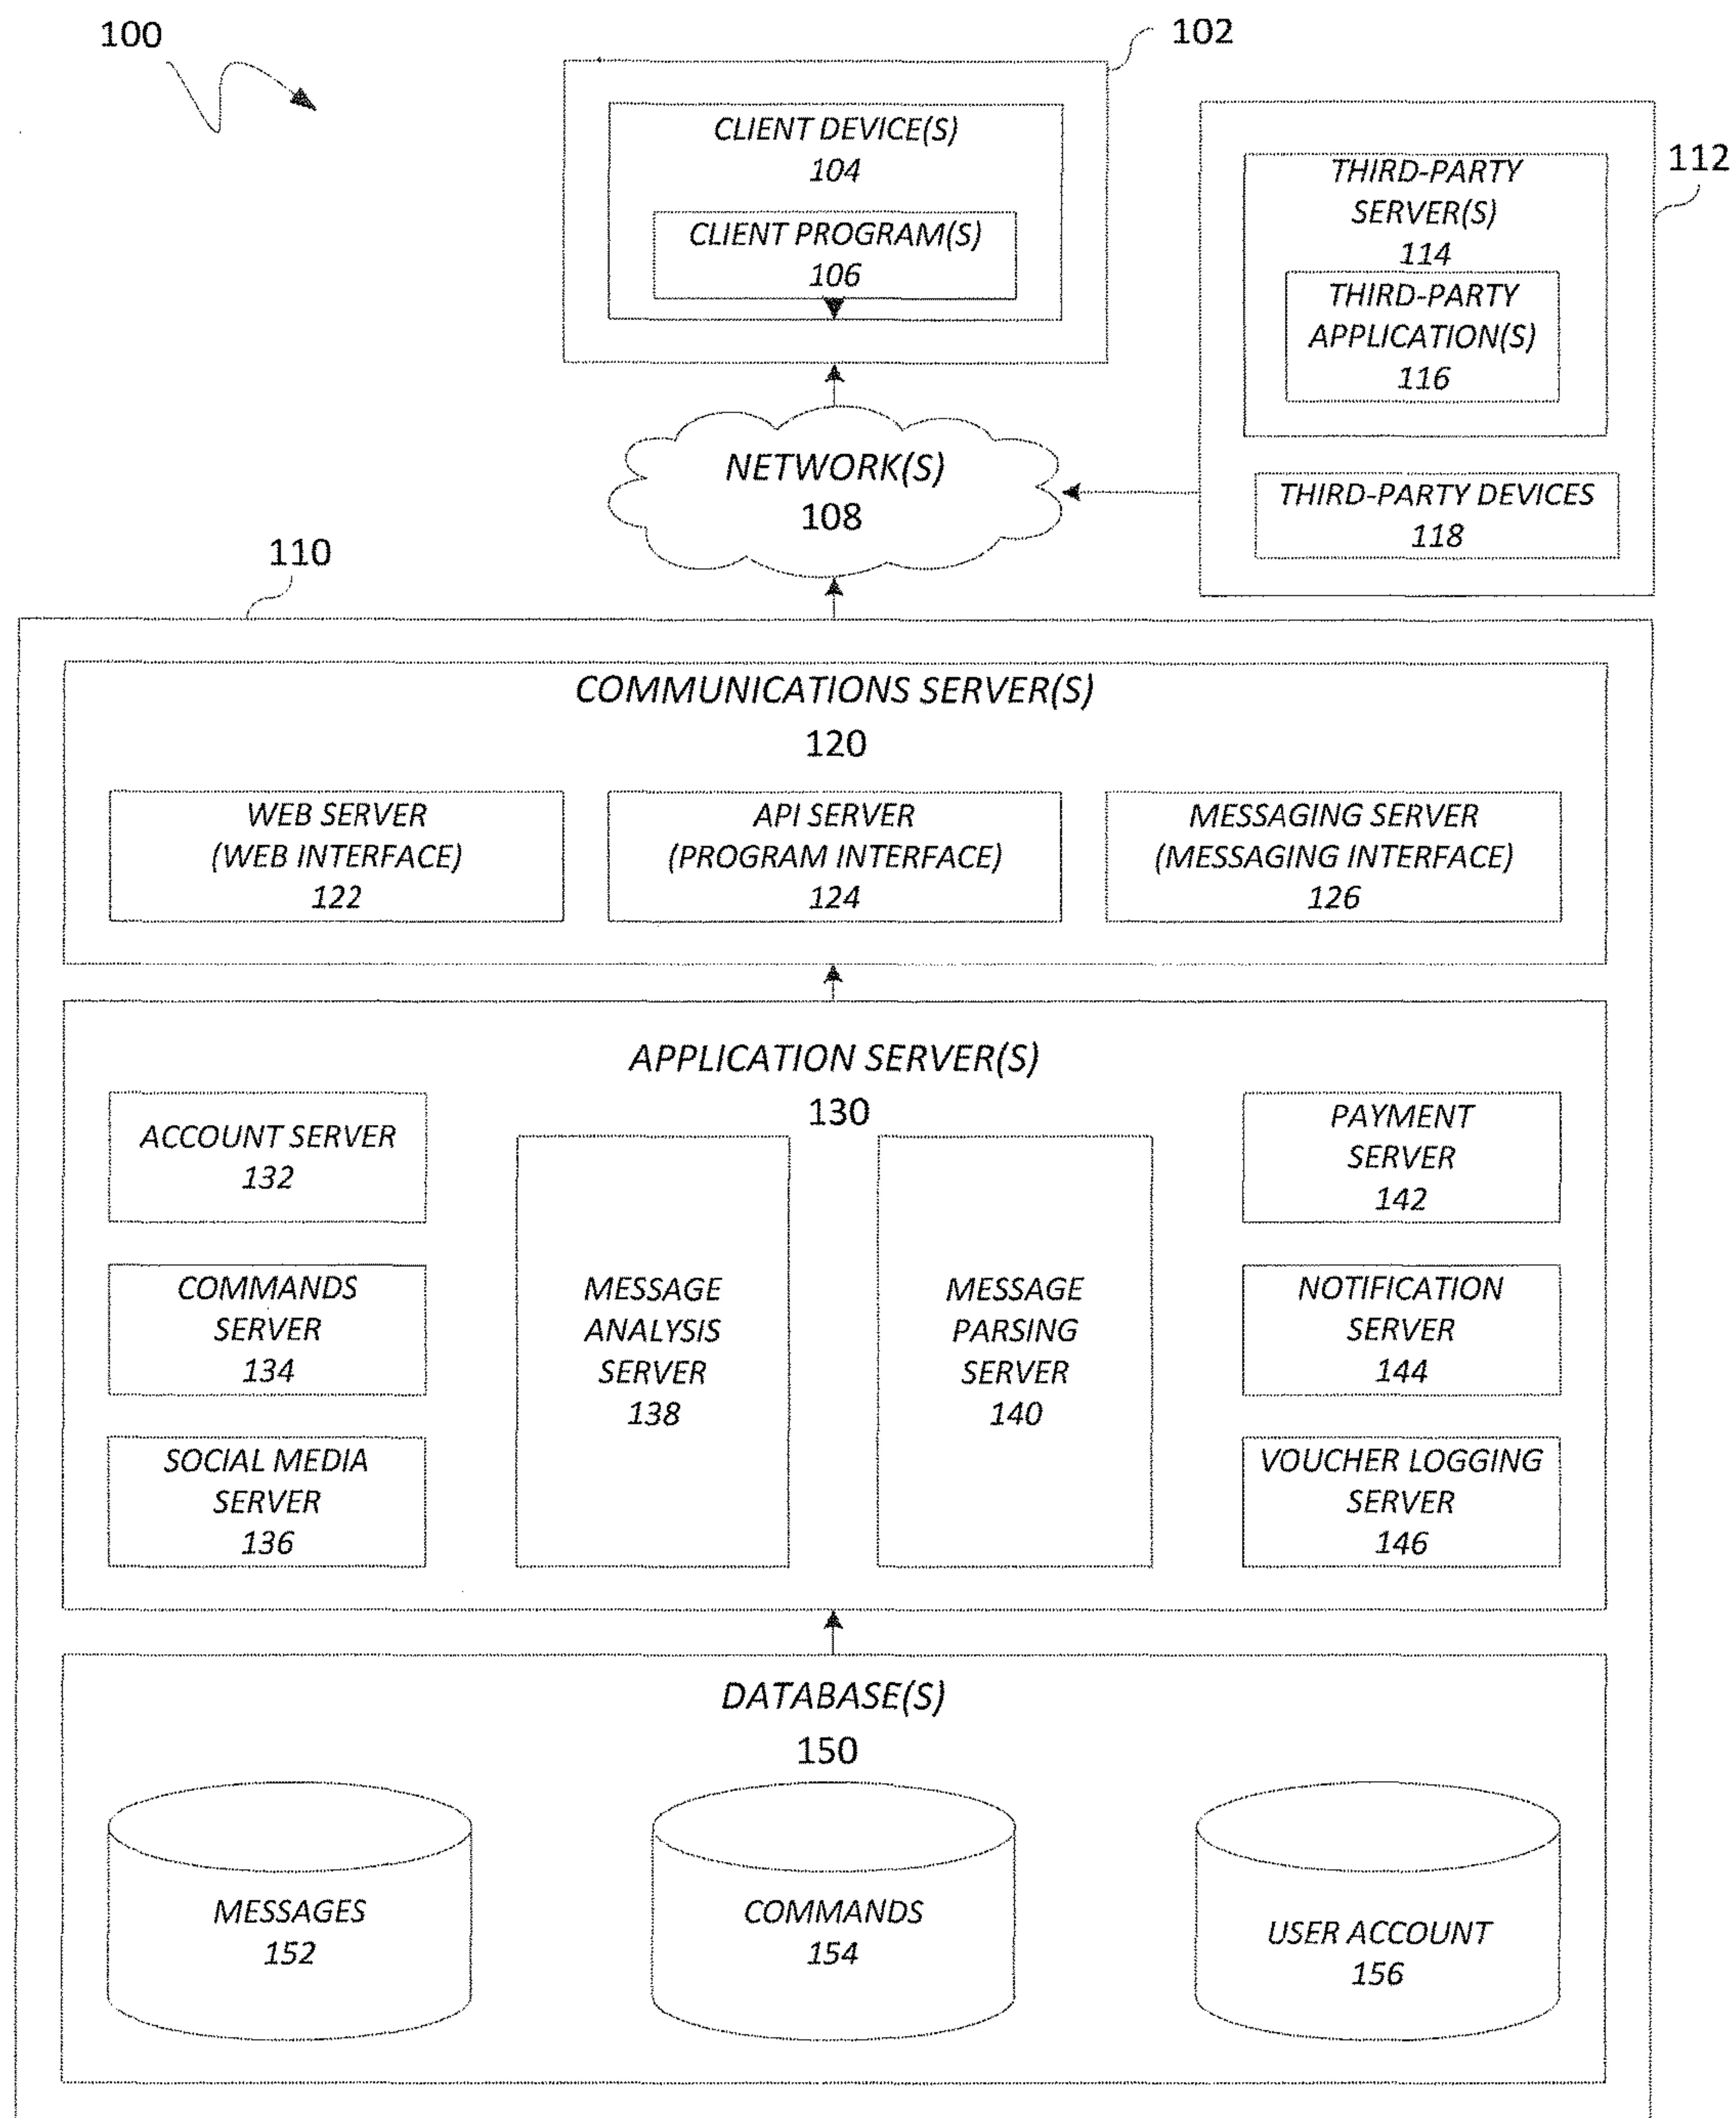 100
102
CLIENT DEVICE(S)
104
CLIENT PROGRAM(S)
106
112
THIRD-PARTY
SERVER(S)
114
THIRD-PARTY
APPLICATION(S)
116
THIRD-PARTY DEVICES
118
NETWORK(S)
108
110
COMMUNICATIONS SERVER(S)
120
WEB SERVER
(WEB INTERFACE)
122
API SERVER
(PROGRAM INTERFACE)
124
MESSAGING SERVER
(MESSAGING INTERFACE)
126
APPLICATION SERVER(S)
130
ACCOUNT SERVER
132
COMMANDS
SERVER
134
SOCIAL MEDIA
SERVER
136
MESSAGE
ANALYSIS
SERVER
138
MESSAGE
PARSING
SERVER
140
PAYMENT
SERVER
142
NOTIFICATION
SERVER
144
VOUCHER LOGGING
SERVER
146
DATABASE(S)
150
MESSAGES
152
COMMANDS
154
USER ACCOUNT
156